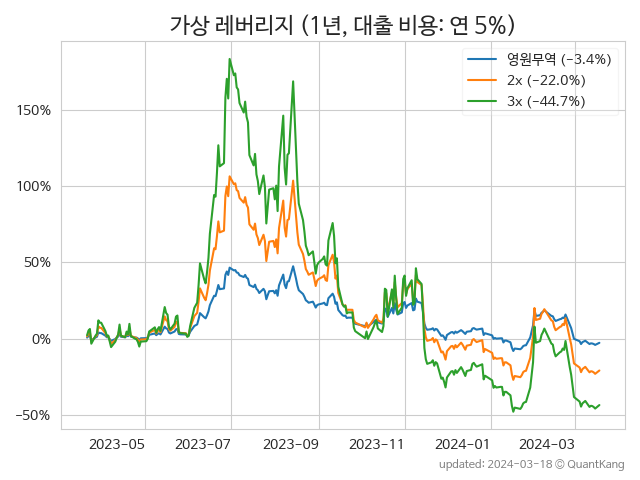 가상 레버리지 (1년, 대출 비용: 연 5%)
영원무역 (−3.4%)
2x (−22.0%)
3x (−44.7%)
150%
100%
50%
0%
−50%
2023-05 2023-07 2023-09 2023-11 2024-01 2024-03
updated: 2024-03-18 © QuantKang